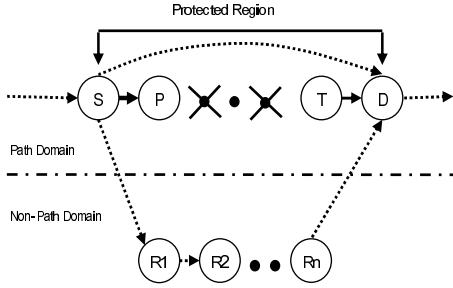 Protected Region
S P T D
Path Domain
Non-Path Domain
R1 R2 Rn